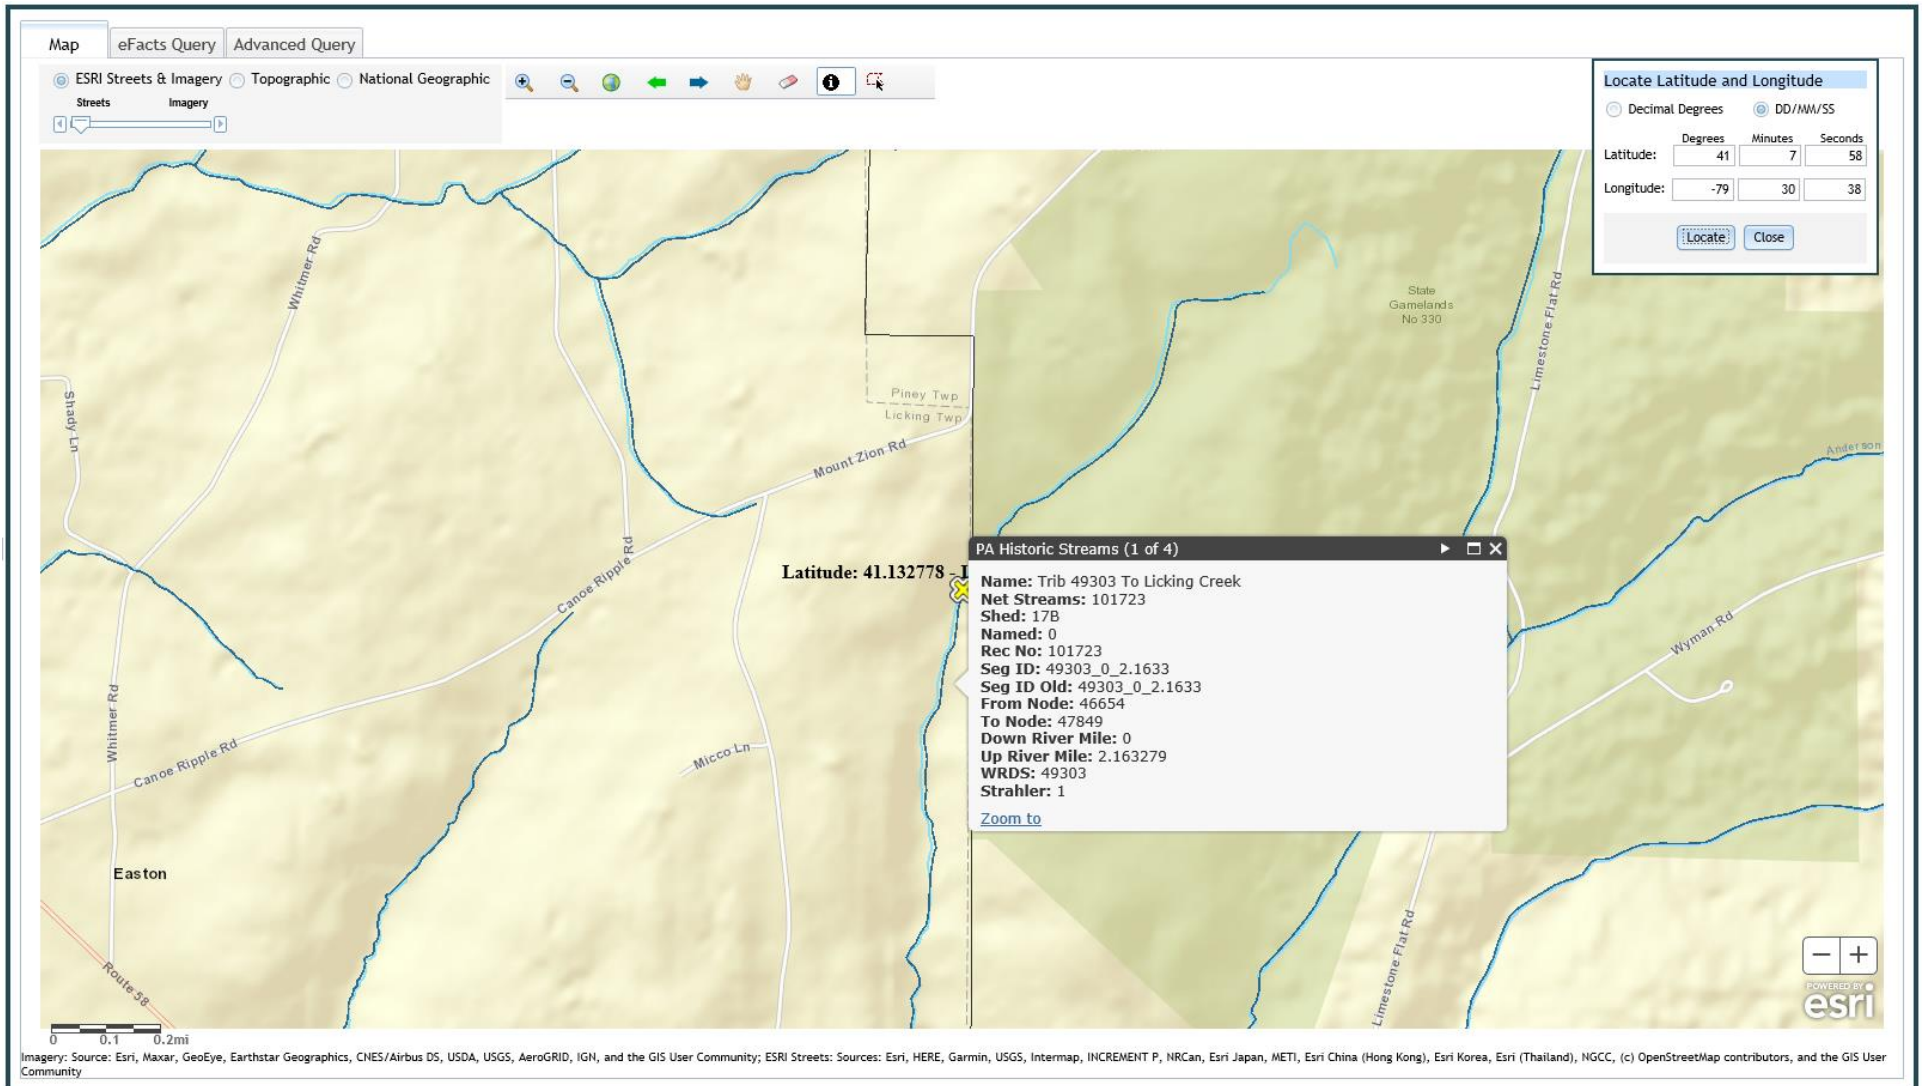 Map eFacts Query Advanced Query
ESRI Streets & Imagery Topographic National Geographic
Streets Imagery
Locate Latitude and Longitude
Decimal Degrees DD/MM/SS
Degrees Minutes Seconds
Latitude: 41 7 58
Longitude: -79 30 38
Locate Close
Whitmer Rd
State
Gamelands
No 330
Limestone Flat Rd
Shady Ln
Piney Twp
Licking Twp
Mount Zion Rd
Anderson
Canoe Ripple Rd
Latitude: 41.132778 -
PA Historic Streams (1 of 4)
Name: Trib 49303 To Licking Creek
Net Streams: 101723
Shed: 17B
Named: 0
Rec No: 101723
Seg ID: 49303_0_2.1633
Seg ID Old: 49303_0_2.1633
From Node: 46654
To Node: 47849
Down River Mile: 0
Up River Mile: 2.163279
WRDS: 49303
Strahler: 1
Zoom to
Wyman Rd
Whitmer Rd
Canoe Ripple Rd
Micco Ln
Easton
Route 58
Limestone Flat Rd
POWERED BY
esri
0 0.1 0.2mi
Imagery: Source: Esri, Maxar, GeoEye, Earthstar Geographics, CNES/Airbus DS, USDA, USGS, AeroGRID, IGN, and the GIS User Community; ESRI Streets: Sources: Esri, HERE, Garmin, USGS, Intermap, INCREMENT P, NRCan, Esri Japan, METI, Esri China (Hong Kong), Esri Korea, Esri (Thailand), NGCC, (c) OpenStreetMap contributors, and the GIS User
Community